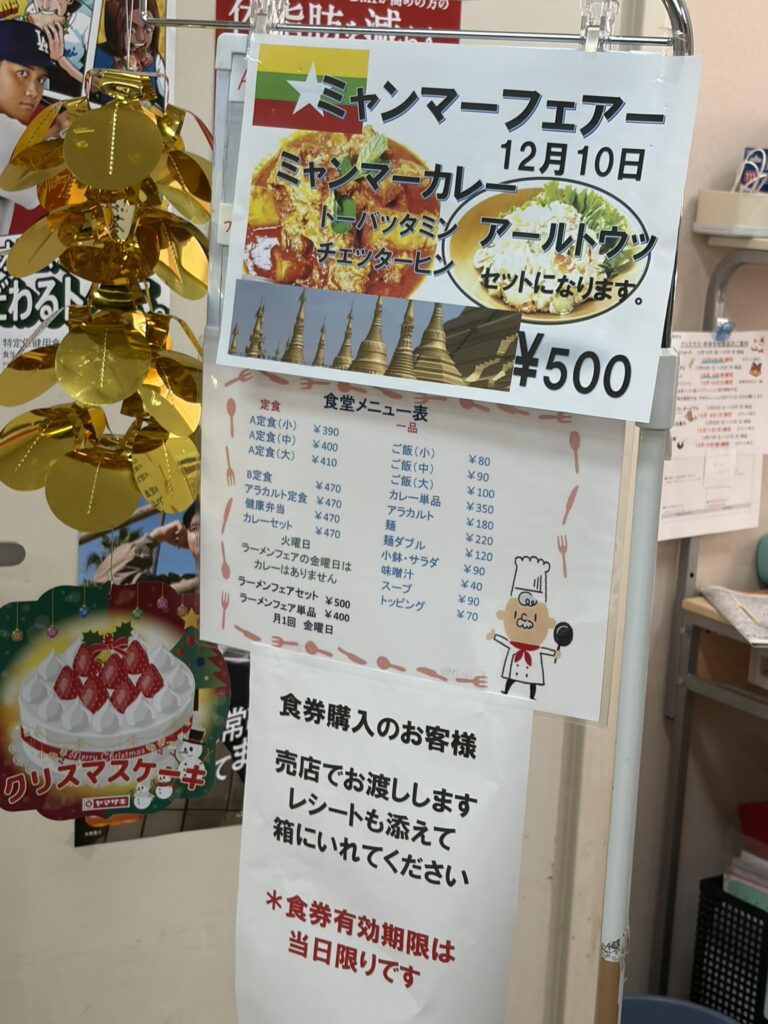 ミャンマーフェアー
12月10日
ミャンマーカレー
トーバッタミン
チェッターヒン
アールトウッ
セットになります。
¥500
食堂メニュー表
定食
A定食(小) ¥390
A定食(中) ¥400
A定食(大) ¥410
B定食 ¥470
アラカルト定食 ¥470
健康弁当 ¥470
カレーセット ¥470
火曜日
ラーメンフェアの金曜日は
カレーはありません
ラーメンフェアセット ¥500
ラーメンフェア単品 ¥400
月1回 金曜日
一品
ご飯(小) ¥80
ご飯(中) ¥90
ご飯(大) ¥100
カレー単品 ¥350
アラカルト ¥180
麺 ¥220
麺ダブル ¥120
小鉢・サラダ ¥90
味噌汁 ¥40
スープ ¥90
トッピング ¥70
食券購入のお客様
売店でお渡しします
レシートも添えて
箱にいれてください
*食券有効期限は
当日限りです
Merry Christmas
クリスマスケーキ
ヤマザキ